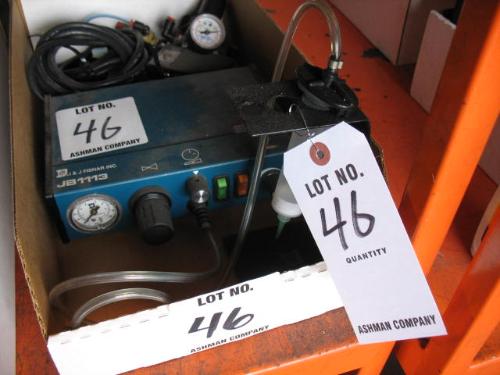 LOT NO.
46
ASHMAN COMPANY
I & J FISNAR INC.
JB1113
LOT NO.
46
QUANTITY
ASHMAN COMPANY
LOT NO.
46
ASHMAN COMPANY